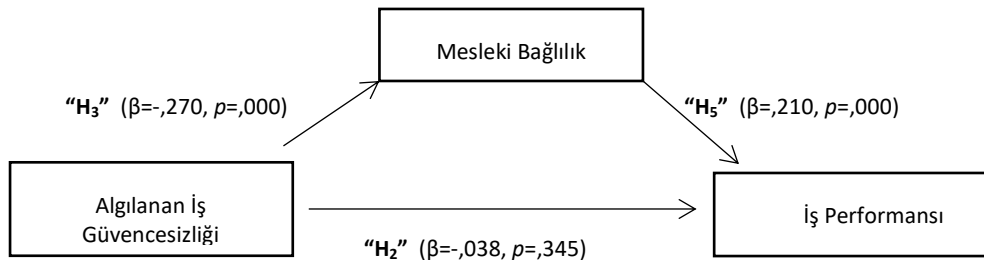 Mesleki Bağlılık
“H3” (β=-,270, p=,000)
“H5” (β=,210, p=,000)
Algılanan İş
Güvencesizliği
İş Performansı
“H2” (β=-,038, p=,345)